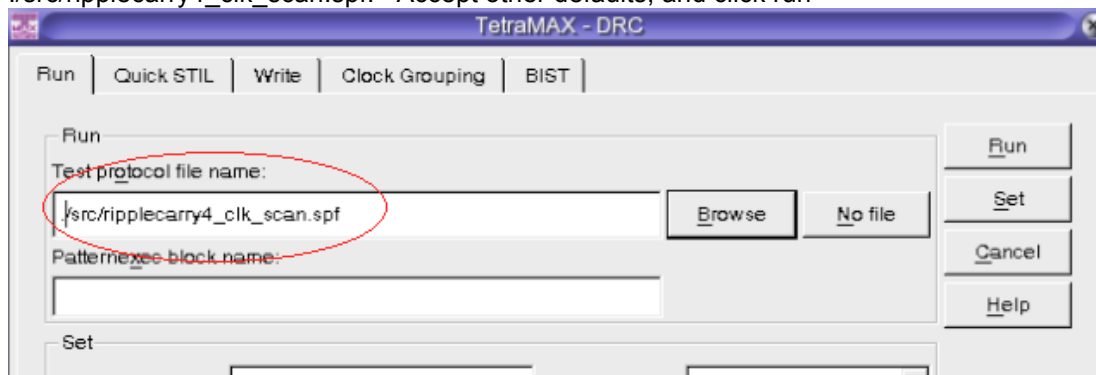 TetraMAX - DRC
Run Quick STIL Write Clock Grouping BIST
Run
Run
Test protocol file name:
./src/ripplecarry4_clk_scan.spf Browse No file
Set
Patternexec block name:
Cancel
Help
Set